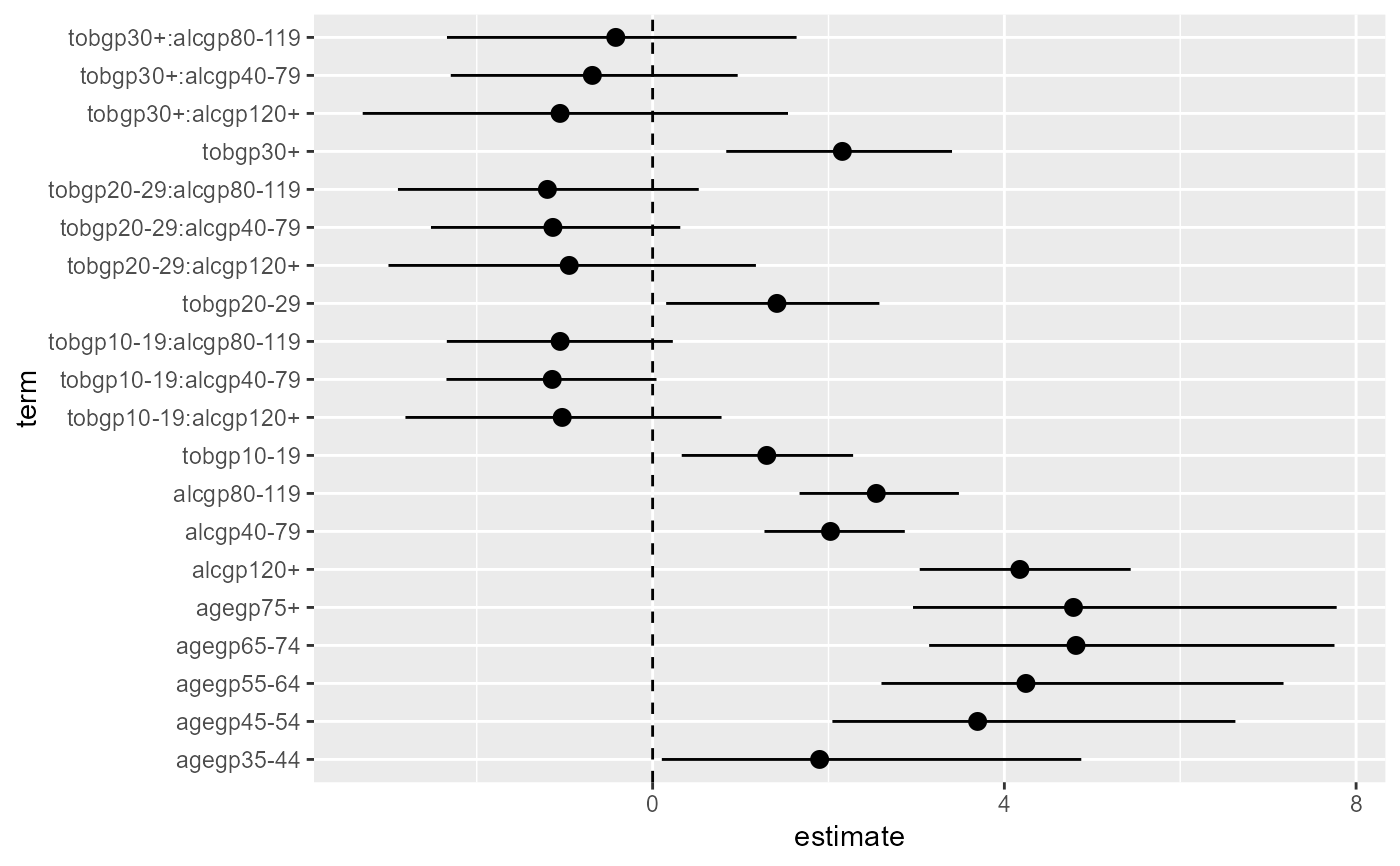 tobgp30+:alcgp80-119
tobgp30+:alcgp40-79
tobgp30+:alcgp120+
tobgp30+
tobgp20-29:alcgp80-119
tobgp20-29:alcgp40-79
tobgp20-29:alcgp120+
tobgp20-29
tobgp10-19:alcgp80-119
tobgp10-19:alcgp40-79
tobgp10-19:alcgp120+
tobgp10-19
alcgp80-119
alcgp40-79
alcgp120+
agegp75+
agegp65-74
agegp55-64
agegp45-54
agegp35-44
term
0 4 8
estimate